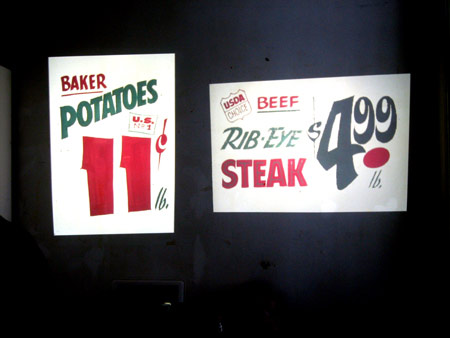 BAKER
POTATOES
U.S.
No 1
11¢
lb.
USDA
CHOICE
BEEF
RIB-EYE
STEAK
$4.99
lb.